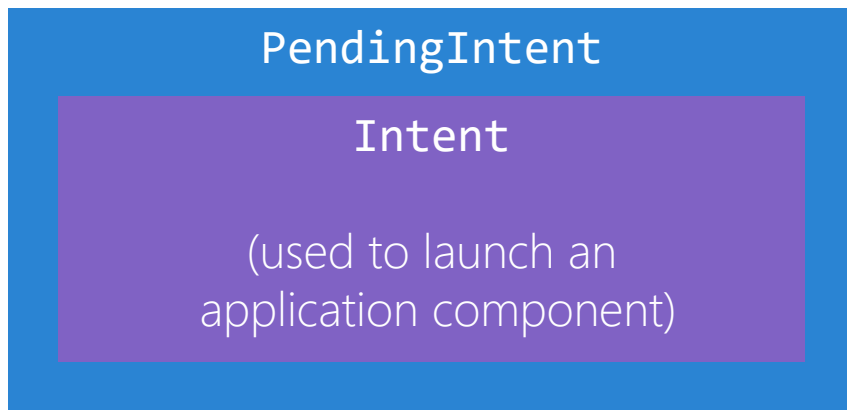 PendingIntent
Intent
(used to launch an
application component)